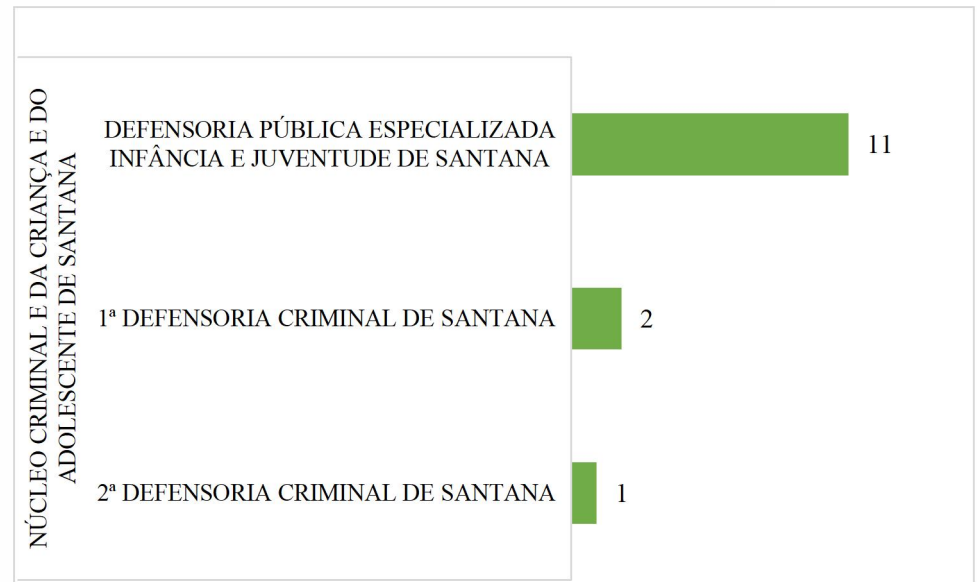 NÚCLEO CRIMINAL E DA CRIANÇA E DO
ADOLESCENTE DE SANTANA
DEFENSORIA PÚBLICA ESPECIALIZADA
INFÂNCIA E JUVENTUDE DE SANTANA
11
1ª DEFENSORIA CRIMINAL DE SANTANA
2
2ª DEFENSORIA CRIMINAL DE SANTANA
1